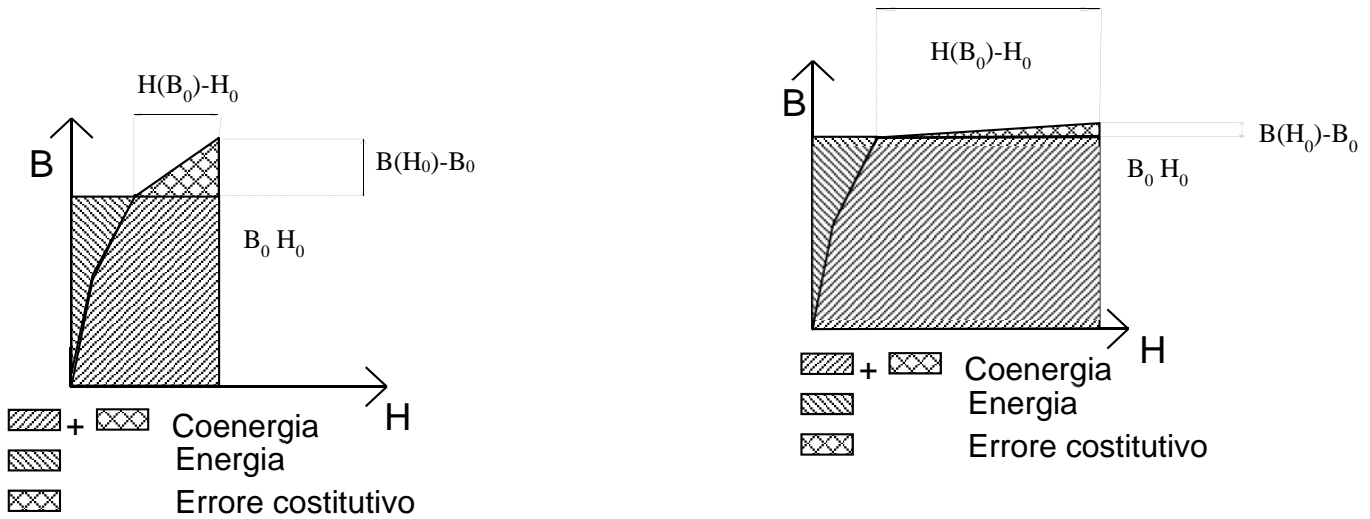 H(B₀)-H₀
B
B(H₀)-B₀
B₀ H₀
H
+ Coenergia
Energia
Errore costitutivo
H(B₀)-H₀
B
B(H₀)-B₀
B₀ H₀
H
+ Coenergia
Energia
Errore costitutivo